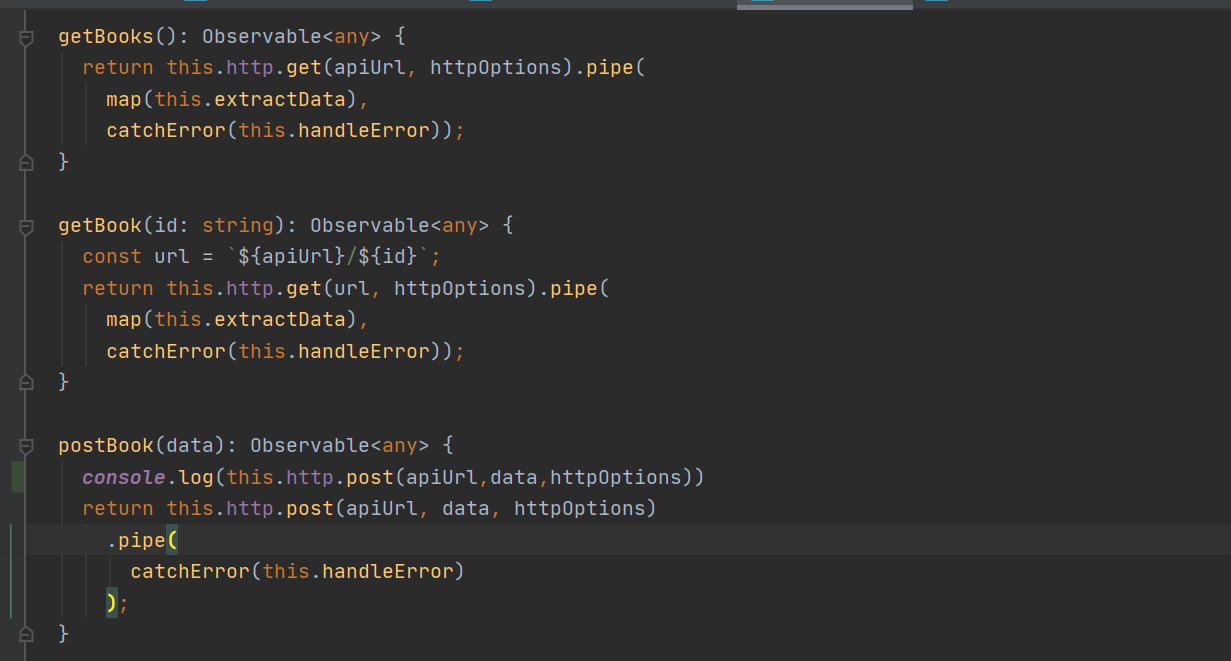 getBooks(): Observable<any> {
return this.http.get(apiUrl, httpOptions).pipe(
map(this.extractData),
catchError(this.handleError));
}
getBook(id: string): Observable<any> {
const url = `${apiUrl}/${id}`;
return this.http.get(url, httpOptions).pipe(
map(this.extractData),
catchError(this.handleError));
}
postBook(data): Observable<any> {
console.log(this.http.post(apiUrl,data,httpOptions))
return this.http.post(apiUrl, data, httpOptions)
.pipe(
catchError(this.handleError)
);
}